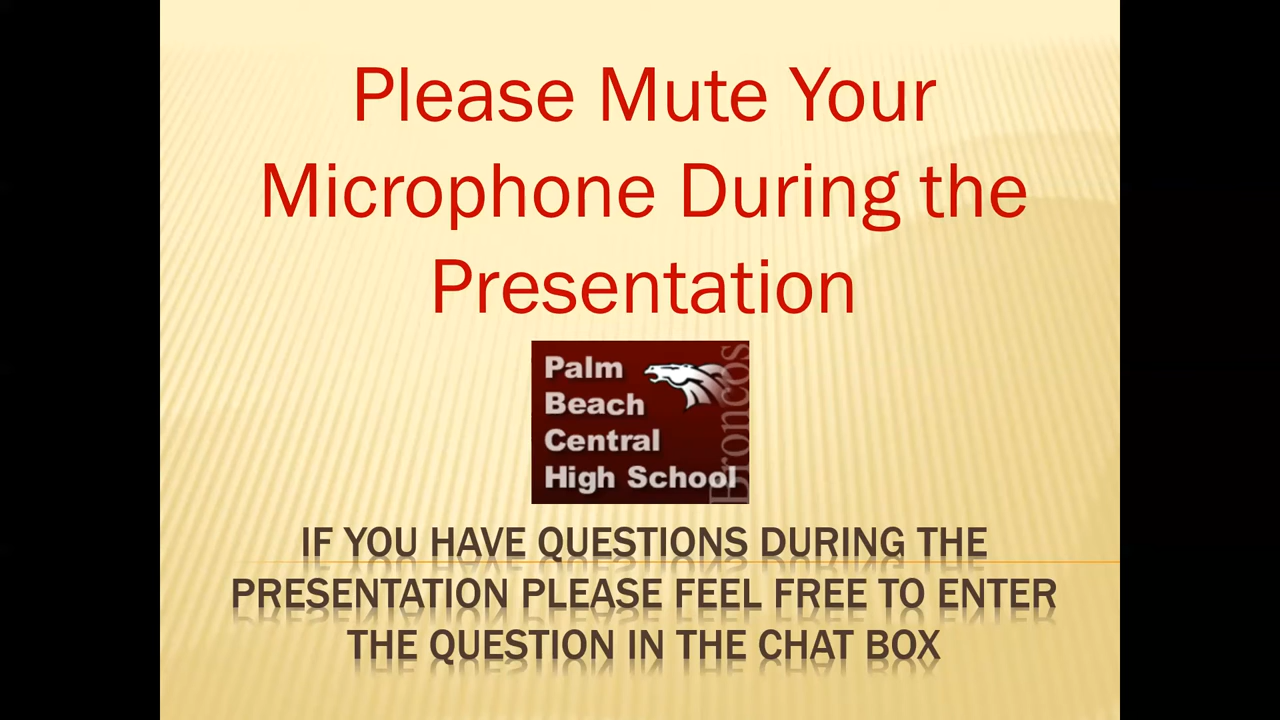 Please Mute Your
Microphone During the
Presentation
Palm
Beach
Central
High School
Broncos
IF YOU HAVE QUESTIONS DURING THE
PRESENTATION PLEASE FEEL FREE TO ENTER
THE QUESTION IN THE CHAT BOX